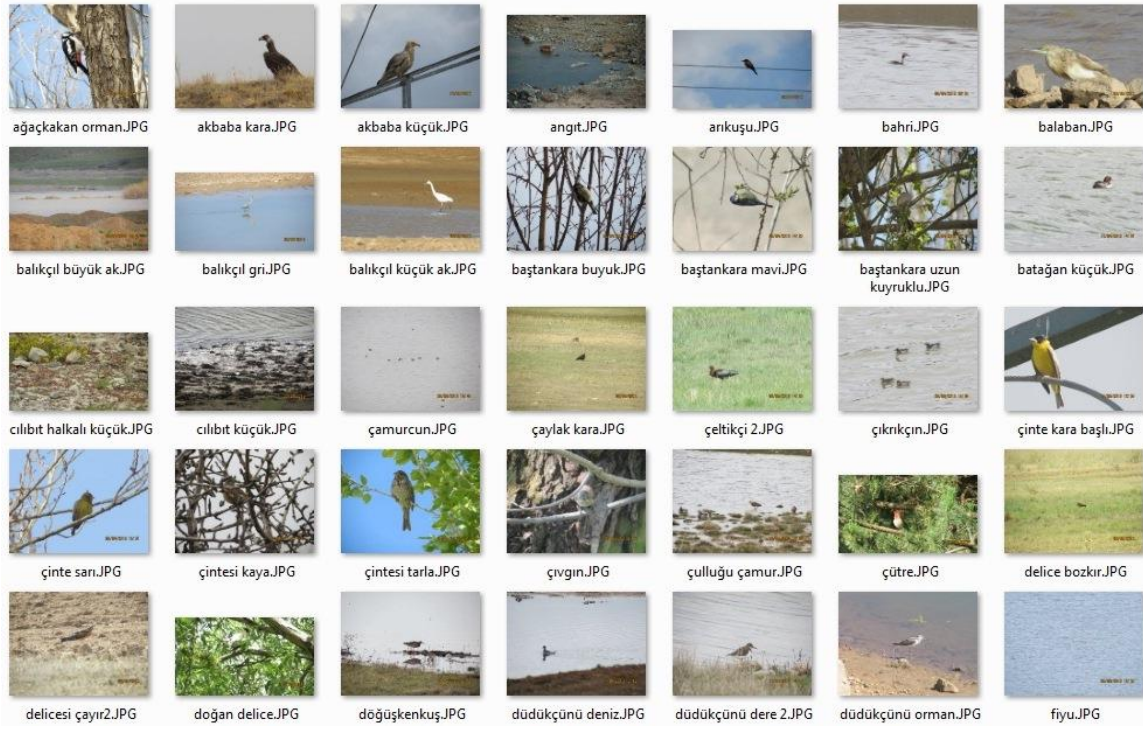 ağaçkakan orman.JPG
akbaba kara.JPG
akbaba küçük.JPG
angıt.JPG
arıkuşu.JPG
bahri.JPG
balaban.JPG
balıkçıl büyük ak.JPG
balıkçıl gri.JPG
balıkçıl küçük ak.JPG
baştankara buyuk.JPG
baştankara mavi.JPG
baştankara uzun
kuyruklu.JPG
batağan küçük.JPG
cılıbıt halkalı küçük.JPG
cılıbıt küçük.JPG
çamurcun.JPG
çaylak kara.JPG
çeltikçi 2.JPG
çıkrıkçın.JPG
çinte kara başlı.JPG
çinte sarı.JPG
çintesi kaya.JPG
çintesi tarla.JPG
çıvgın.JPG
çulluğu çamur.JPG
çütre.JPG
delice bozkır.JPG
delicesi çayır2.JPG
doğan delice.JPG
döğüşkenkuş.JPG
düdükçünü deniz.JPG
düdükçünü dere 2.JPG
düdükçünü orman.JPG
fiyu.JPG